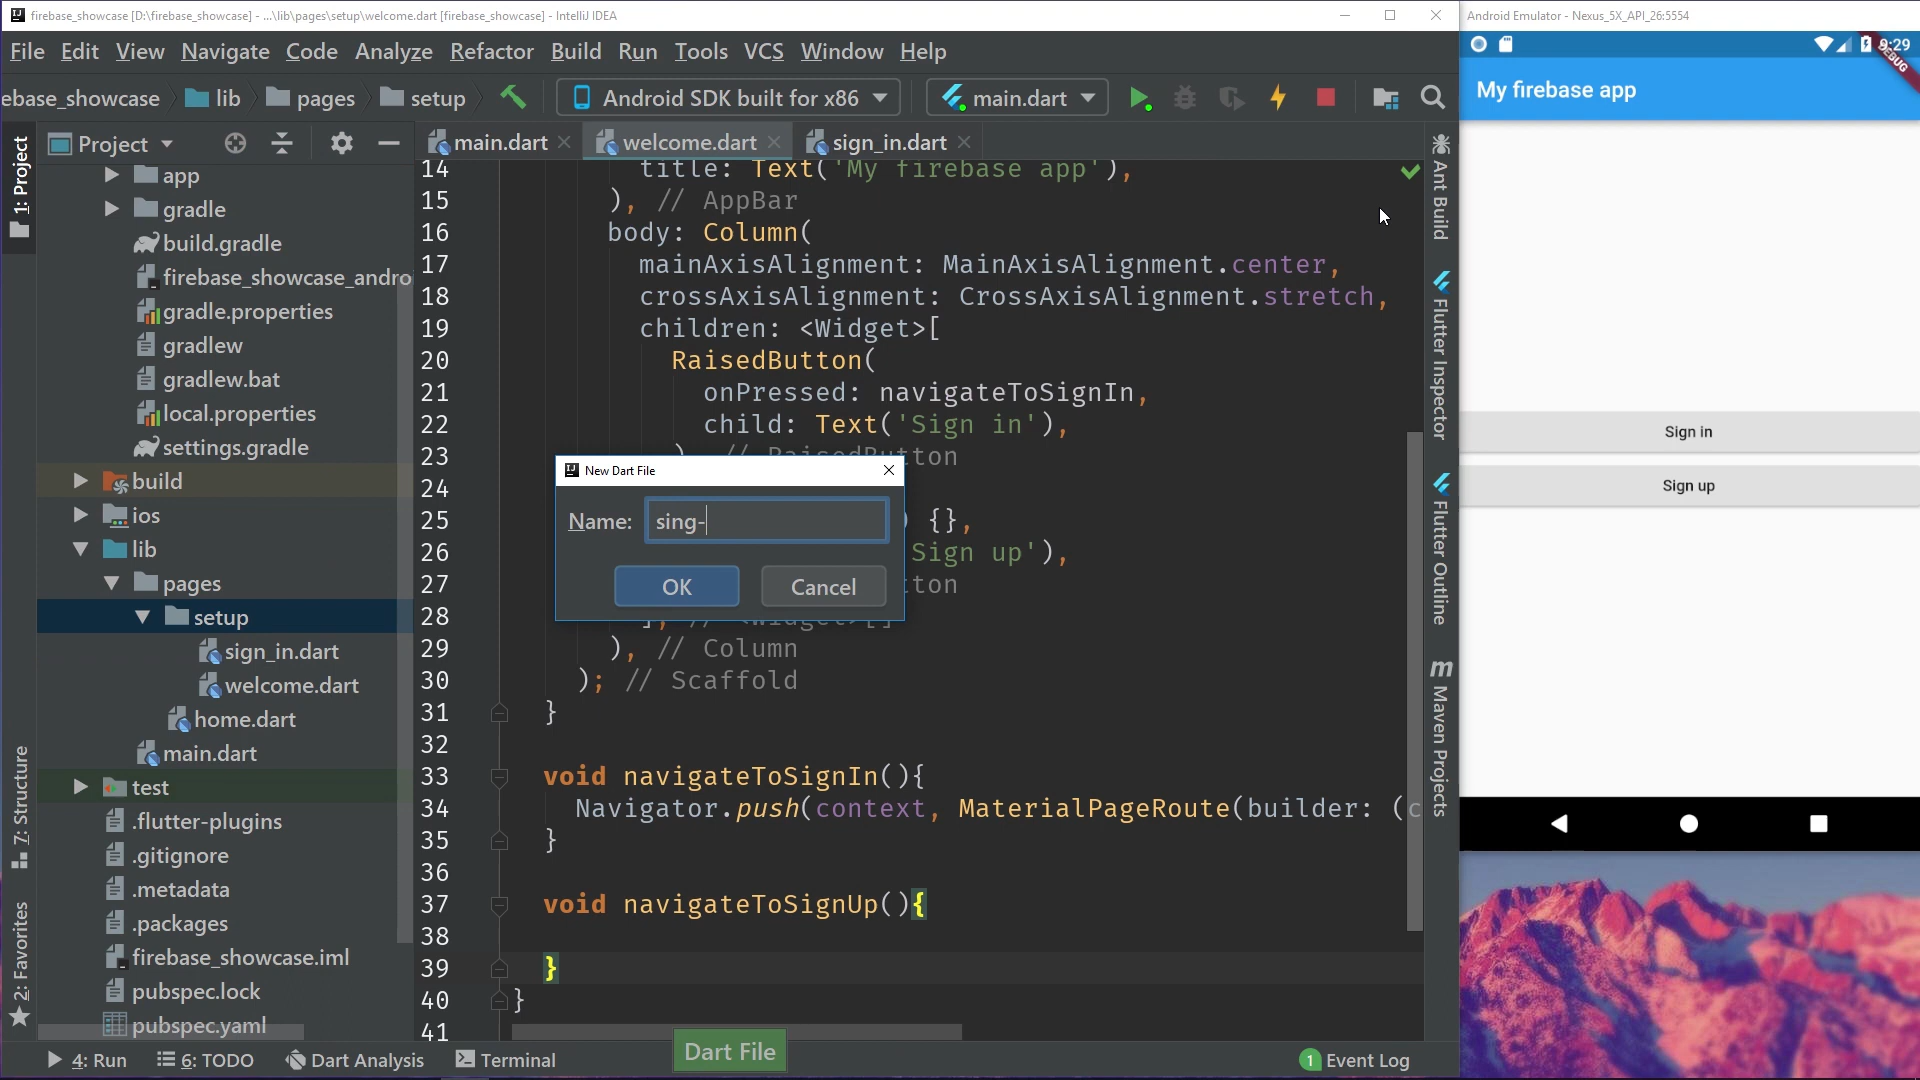 firebase_showcase [D:\firebase_showcase] - ...\lib\pages\setup\welcome.dart [firebase_showcase] - IntelliJ IDEA
File Edit View Navigate Code Analyze Refactor Build Run Tools VCS Window Help
ebase_showcase lib pages setup Android SDK built for x86 main.dart
1: Project
7: Structure
2: Favorites
Project
app
gradle
build.gradle
firebase_showcase_andro
gradle.properties
gradlew
gradlew.bat
local.properties
settings.gradle
build
ios
lib
pages
setup
sign_in.dart
welcome.dart
home.dart
main.dart
test
.flutter-plugins
.gitignore
.metadata
.packages
firebase_showcase.iml
pubspec.lock
pubspec.yaml
main.dart welcome.dart sign_in.dart
14 title: Text('My firebase app'),
15 ), // AppBar
16 body: Column(
17 mainAxisAlignment: MainAxisAlignment.center,
18 crossAxisAlignment: CrossAxisAlignment.stretch,
19 children: <Widget>[
20 RaisedButton(
21 onPressed: navigateToSignIn,
22 child: Text('Sign in'),
23 ), // RaisedButton
24
25 ) {},
26 Sign up'),
27 tton
28 ], // <Widget>[]
29 ), // Column
30 ); // Scaffold
31 }
32
33 void navigateToSignIn(){
34 Navigator.push(context, MaterialPageRoute(builder: (c
35 }
36
37 void navigateToSignUp(){
38
39 }
40 }
41
New Dart File
Name: sing-
OK Cancel
Ant Build
Flutter Inspector
Flutter Outline
m Maven Projects
4: Run 6: TODO Dart Analysis Terminal 1 Event Log
Dart File
Android Emulator - Nexus_5X_API_26:5554
9:29
DEBUG
My firebase app
Sign in
Sign up